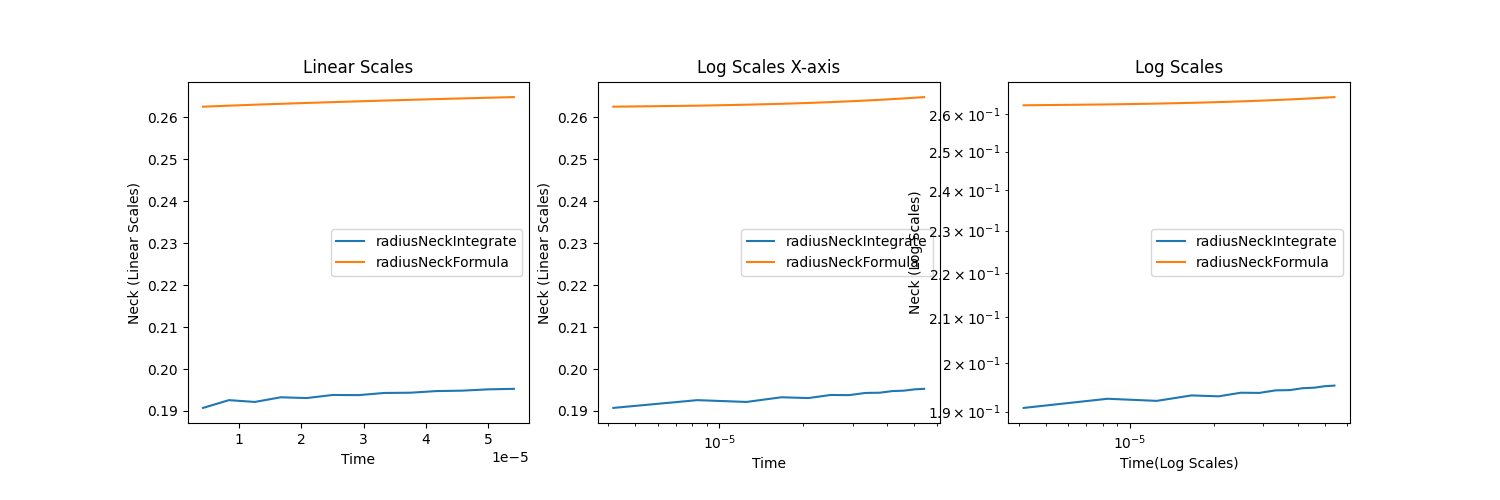 Linear Scales
Neck (Linear Scales)
0.26
0.25
0.24
0.23
0.22
0.21
0.20
0.19
radiusNeckIntegrate
radiusNeckFormula
1 2 3 4 5
1e−5
Time
Log Scales X-axis
Neck (Linear Scales)
0.26
0.25
0.24
0.23
0.22
0.21
0.20
0.19
radiusNeckIntegrate
radiusNeckFormula
10⁻⁵
Time
Log Scales
Neck (Log Scales)
2.6 × 10⁻¹
2.5 × 10⁻¹
2.4 × 10⁻¹
2.3 × 10⁻¹
2.2 × 10⁻¹
2.1 × 10⁻¹
2 × 10⁻¹
1.9 × 10⁻¹
radiusNeckIntegrate
radiusNeckFormula
10⁻⁵
Time(Log Scales)